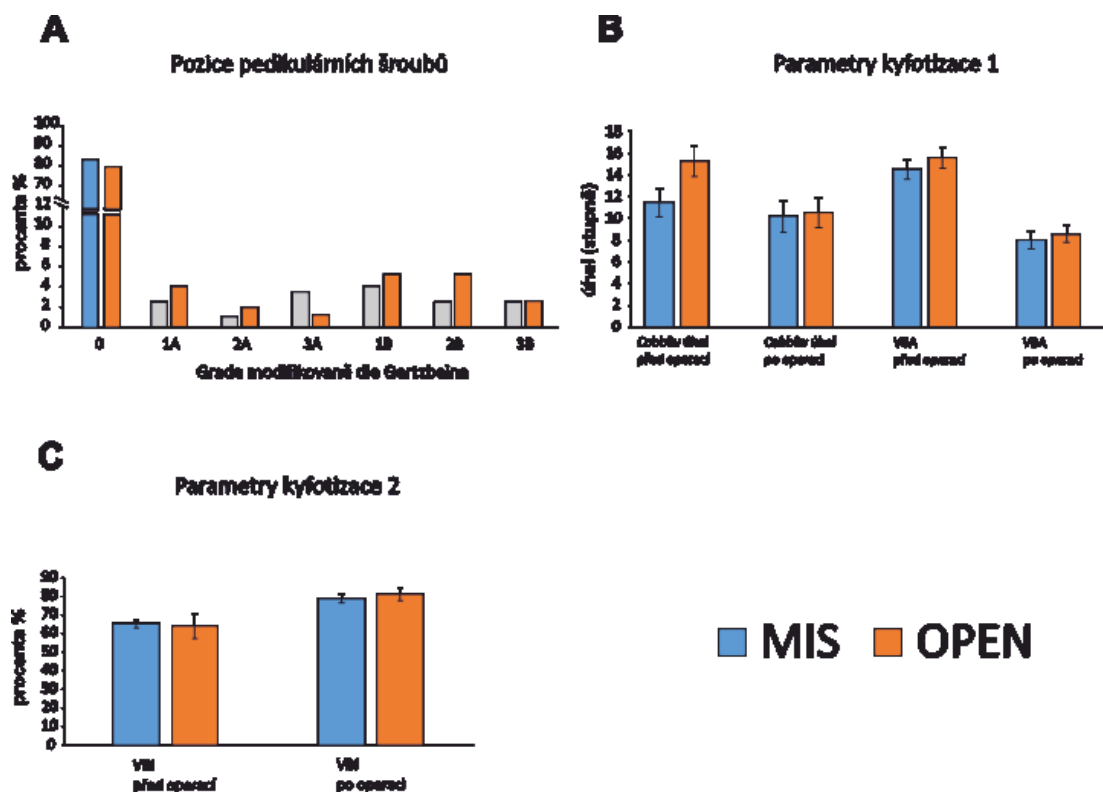 A
Pozice pedikulárních šroubů
procenta %
100
90
80
70
12
10
8
6
4
2
0
0 1A 2A 3A 1B 2B 3B
Grade modifikovaně dle Gertzbeina
B
Parametry kyfotizace 1
úhel (stupně)
18
16
14
12
10
8
6
4
2
0
Cobbův úhel
před operací
Cobbův úhel
po operaci
VBA
před operací
VBA
po operaci
C
Parametry kyfotizace 2
procenta %
90
80
70
60
50
40
30
20
10
0
před operací
po operaci
MIS OPEN